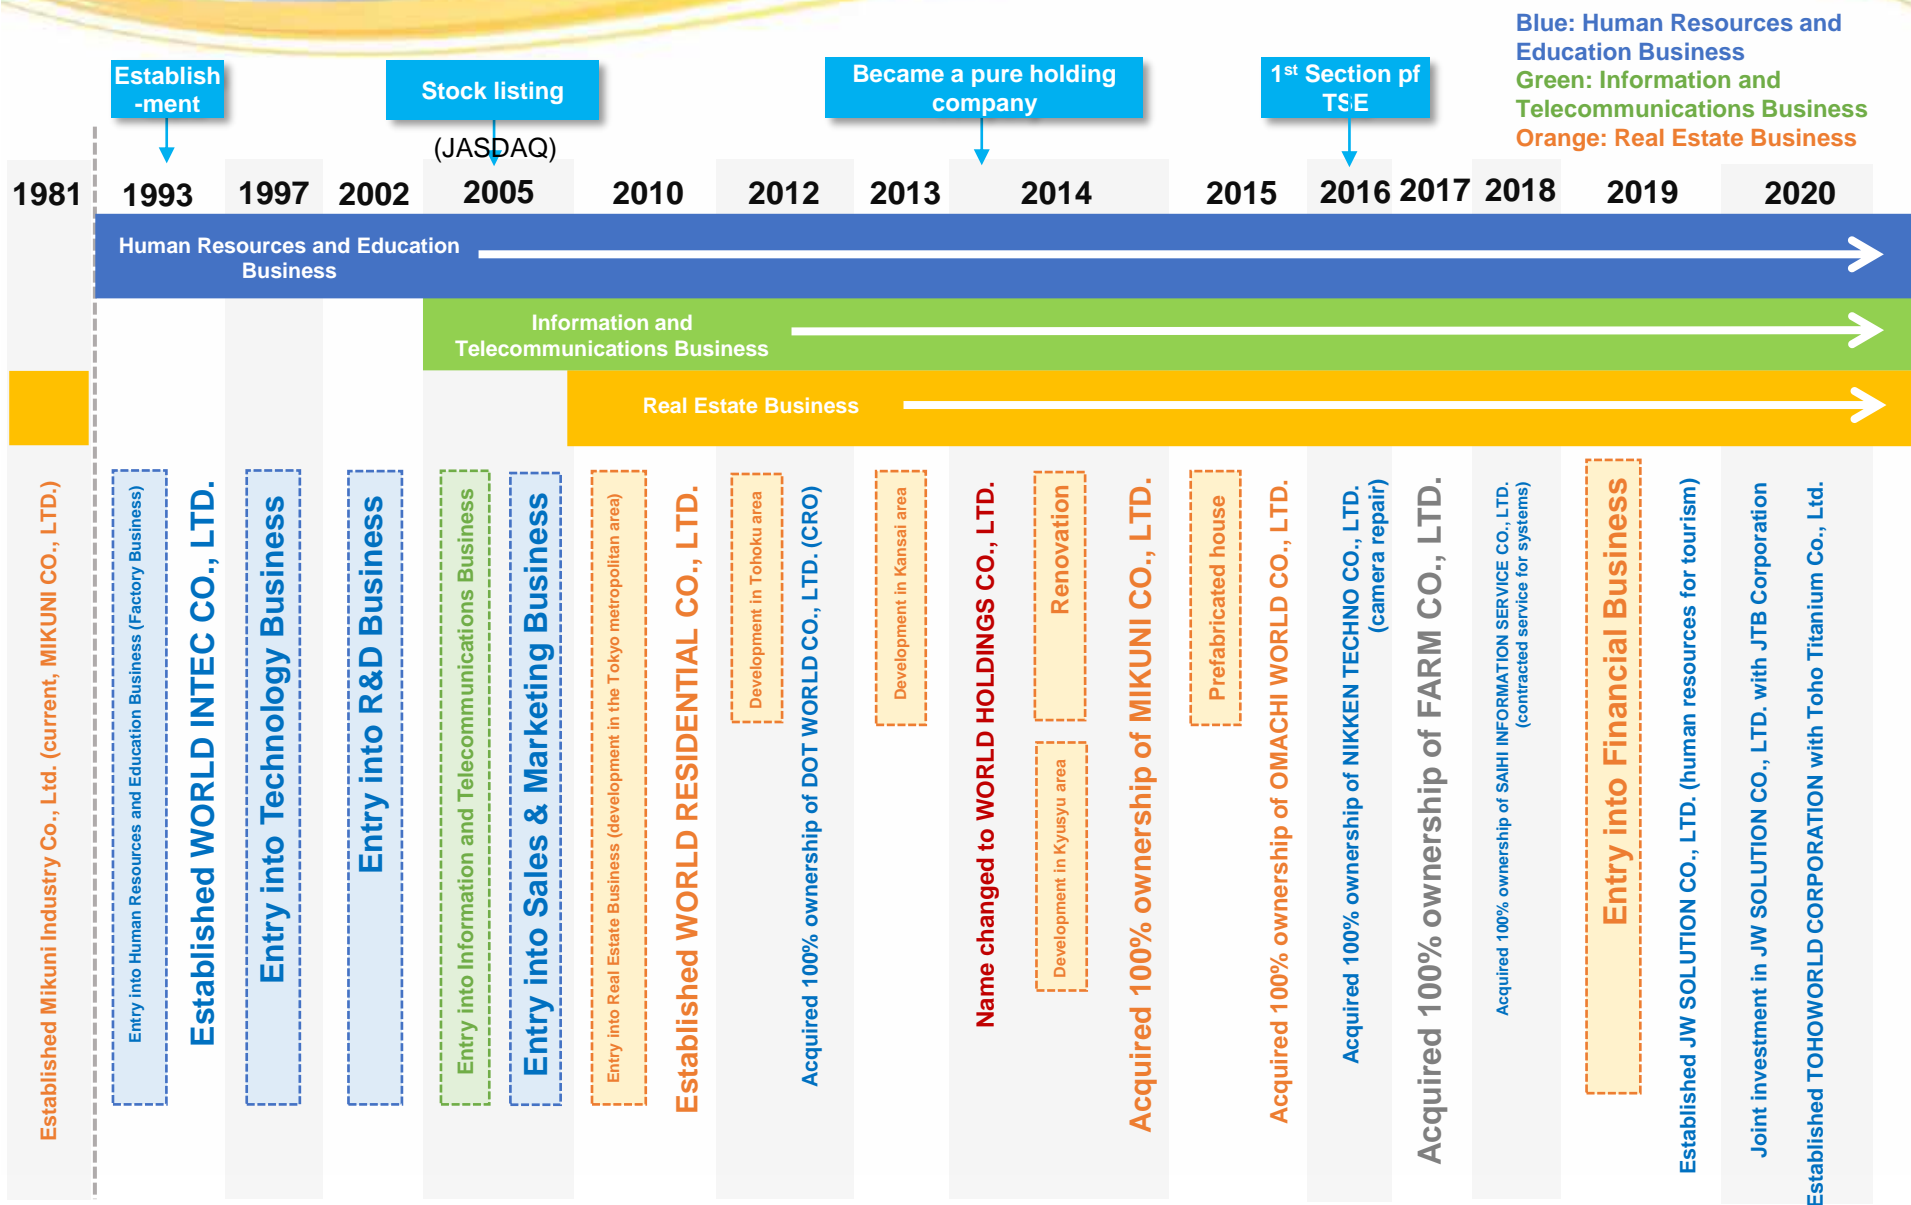 Blue: Human Resources and
Education Business
Green: Information and
Telecommunications Business
Orange: Real Estate Business
Establish
-ment
Stock listing
(JASDAQ)
Became a pure holding
company
1st Section pf
TSE
1981
1993
1997
2002
2005
2010
2012
2013
2014
2015
2016
2017
2018
2019
2020
Human Resources and Education
Business
Information and
Telecommunications Business
Real Estate Business
Established Mikuni Industry Co., Ltd. (current, MIKUNI CO., LTD.)
Entry into Human Resources and Education Business (Factory Business)
Established WORLD INTEC CO., LTD.
Entry into Technology Business
Entry into R&D Business
Entry into Information and Telecommunications Business
Entry into Sales & Marketing Business
Entry into Real Estate Business (development in the Tokyo metropolitan area)
Established WORLD RESIDENTIAL CO., LTD.
Development in Tohoku area
Acquired 100% ownership of DOT WORLD CO., LTD. (CRO)
Development in Kansai area
Name changed to WORLD HOLDINGS CO., LTD.
Renovation
Development in Kyusyu area
Acquired 100% ownership of MIKUNI CO., LTD.
Prefabricated house
Acquired 100% ownership of OMACHI WORLD CO., LTD.
Acquired 100% ownership of NIKKEN TECHNO CO., LTD.
(camera repair)
Acquired 100% ownership of FARM CO., LTD.
Acquired 100% ownership of SAIHI INFORMATION SERVICE CO., LTD.
(contracted service for systems)
Entry into Financial Business
Established JW SOLUTION CO., LTD. (human resources for tourism)
Joint investment in JW SOLUTION CO., LTD. with JTB Corporation
Established TOHOWORLD CORPORATION with Toho Titanium Co., Ltd.